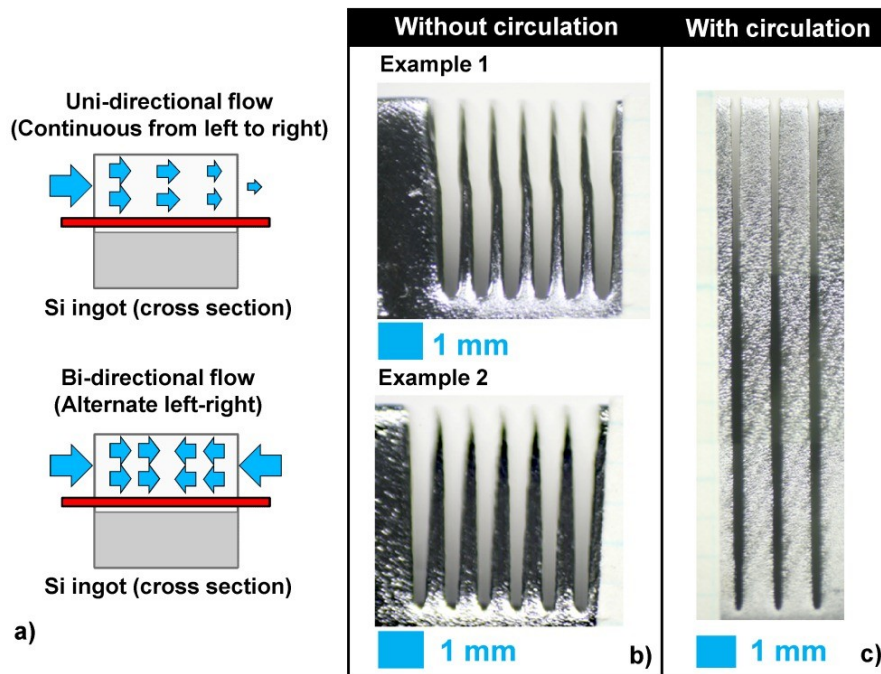 Without circulation
With circulation
Uni-directional flow
(Continuous from left to right)
Si ingot (cross section)
Bi-directional flow
(Alternate left-right)
Si ingot (cross section)
a)
Example 1
1 mm
Example 2
1 mm
b)
1 mm
c)